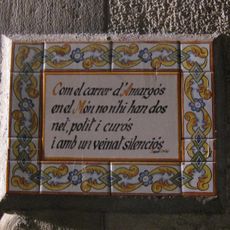 Com el carrer d'Amargós
en el Món no n'hi han dos
net, polit i curós
i amb un veïnat silenciós